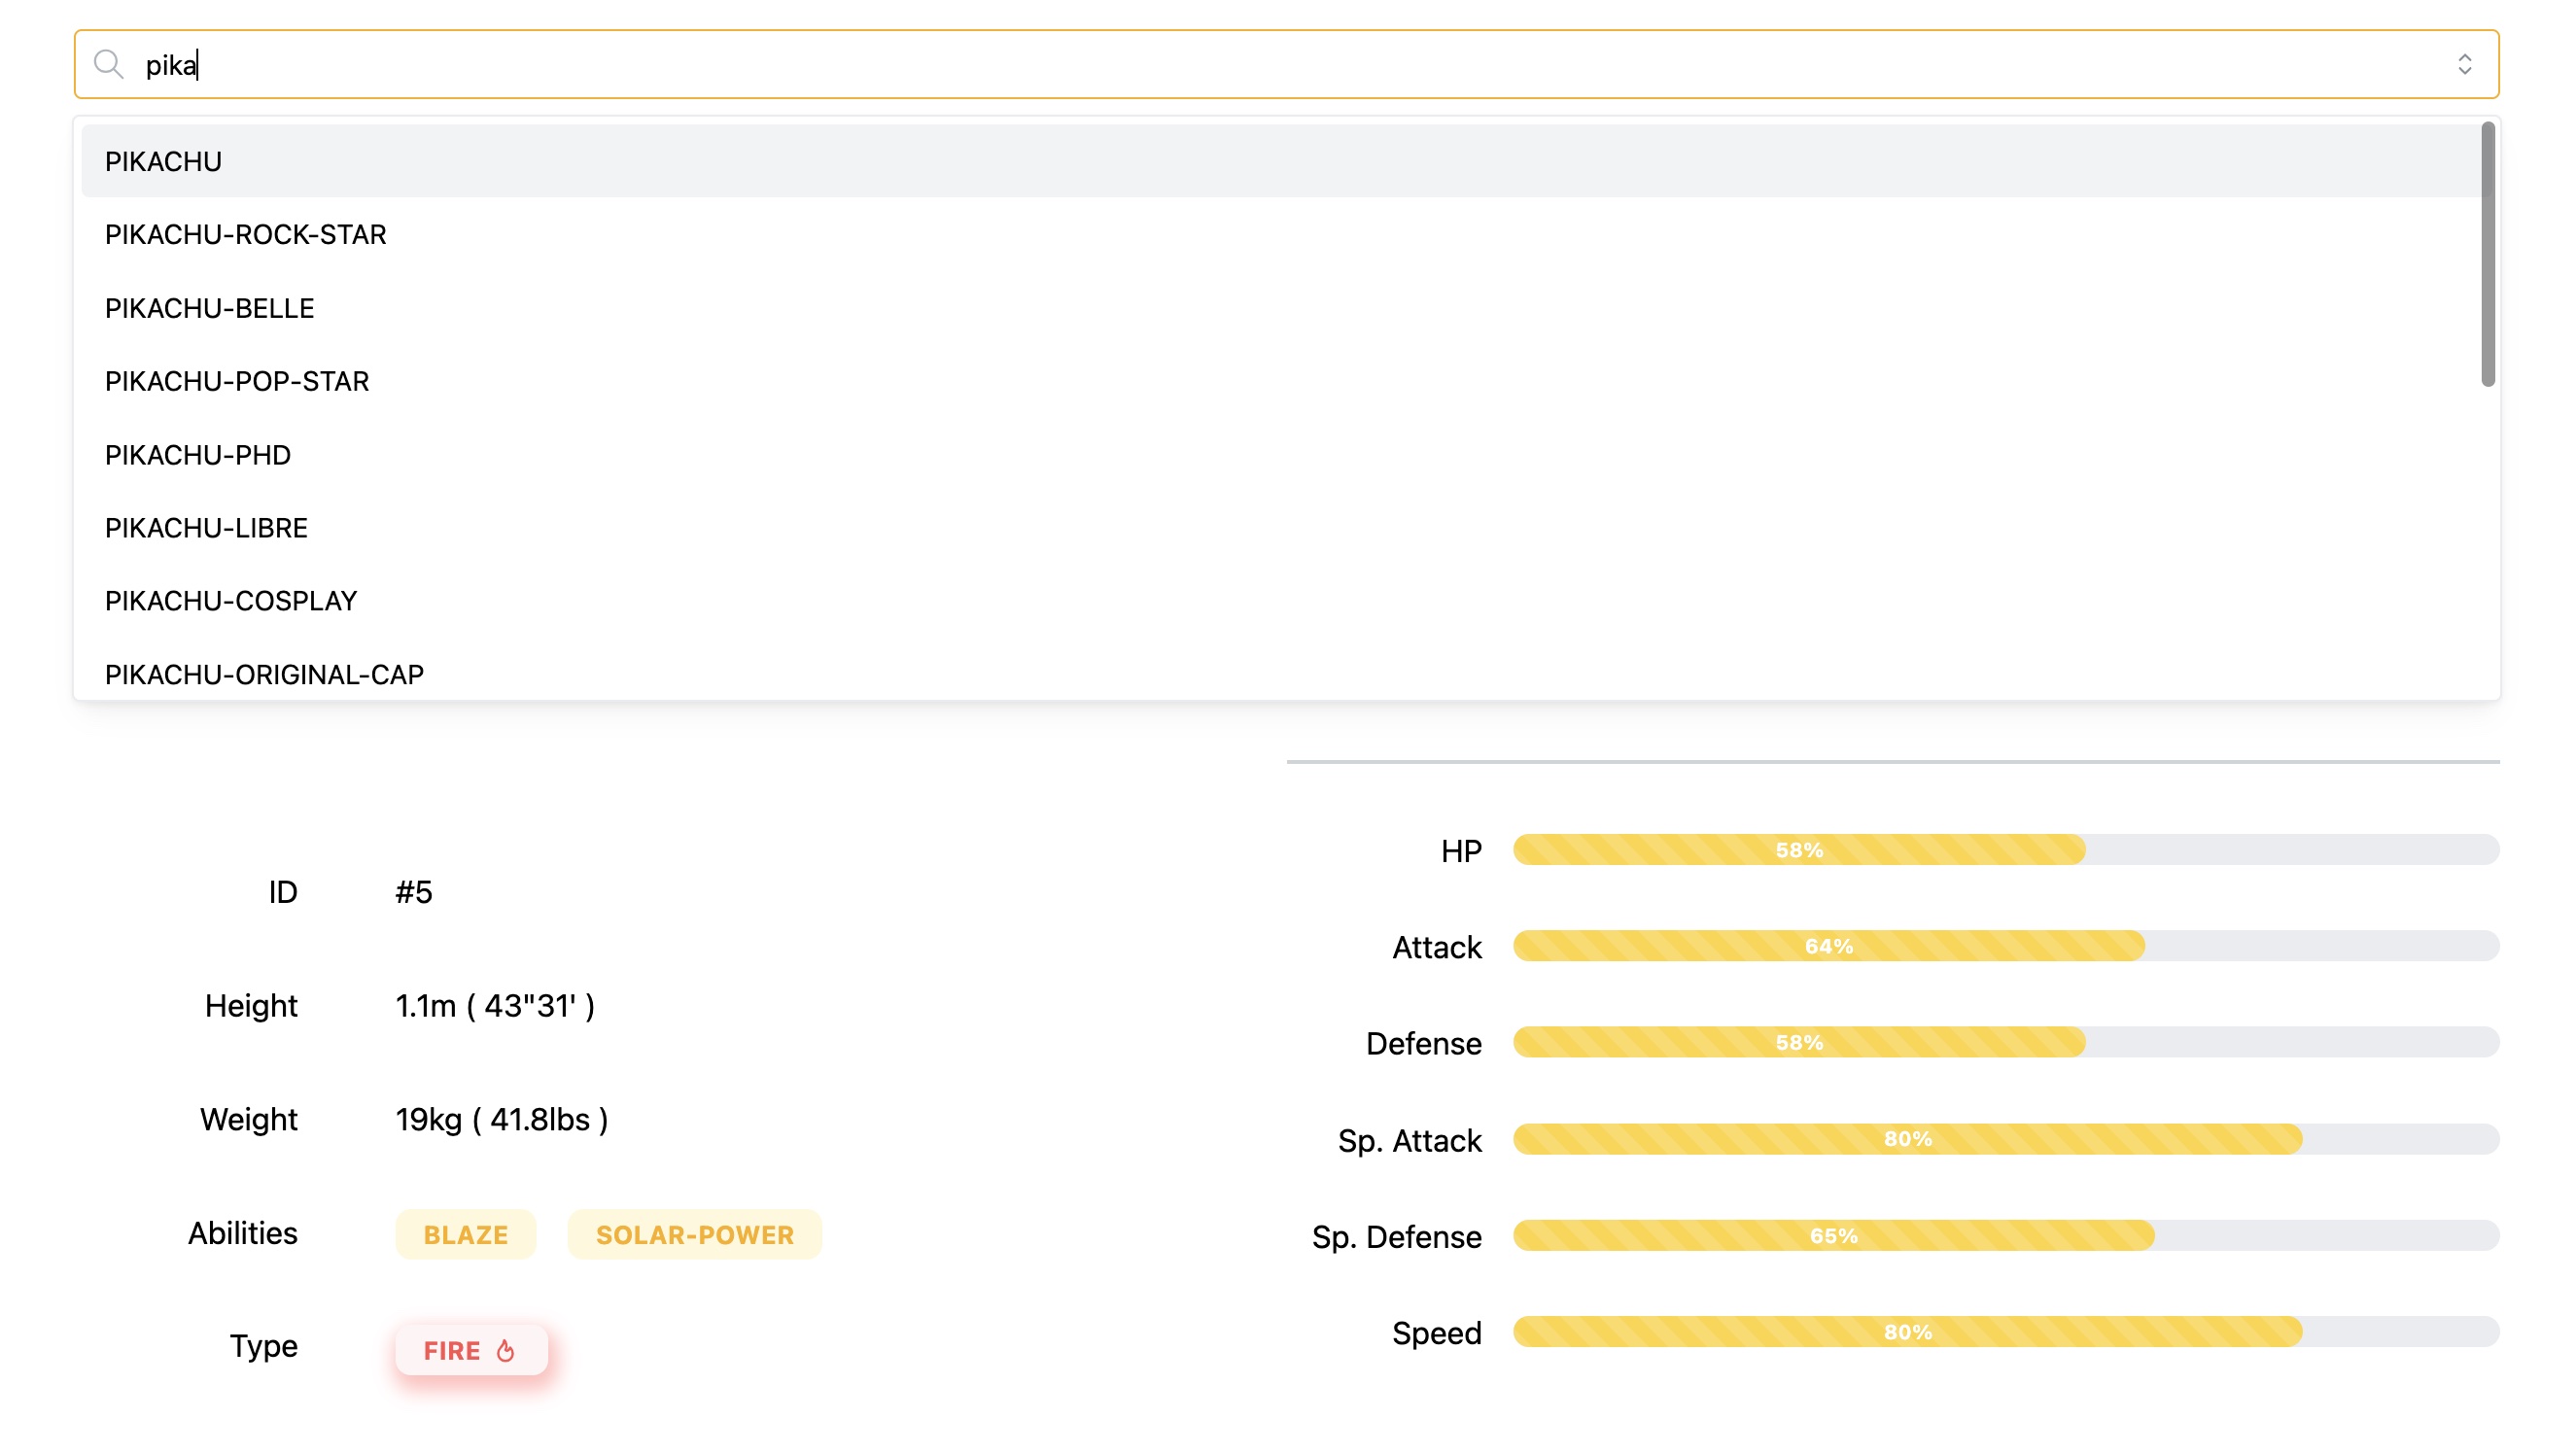 pika
PIKACHU
PIKACHU-ROCK-STAR
PIKACHU-BELLE
PIKACHU-POP-STAR
PIKACHU-PHD
PIKACHU-LIBRE
PIKACHU-COSPLAY
PIKACHU-ORIGINAL-CAP
ID #5
Height 1.1m ( 43"31' )
Weight 19kg ( 41.8lbs )
Abilities BLAZE SOLAR-POWER
Type FIRE
HP 58%
Attack 64%
Defense 58%
Sp. Attack 80%
Sp. Defense 65%
Speed 80%